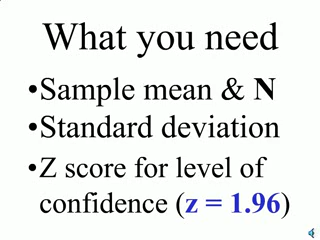 What you need
•Sample mean & N
•Standard deviation
•Z score for level of
confidence (z = 1.96)